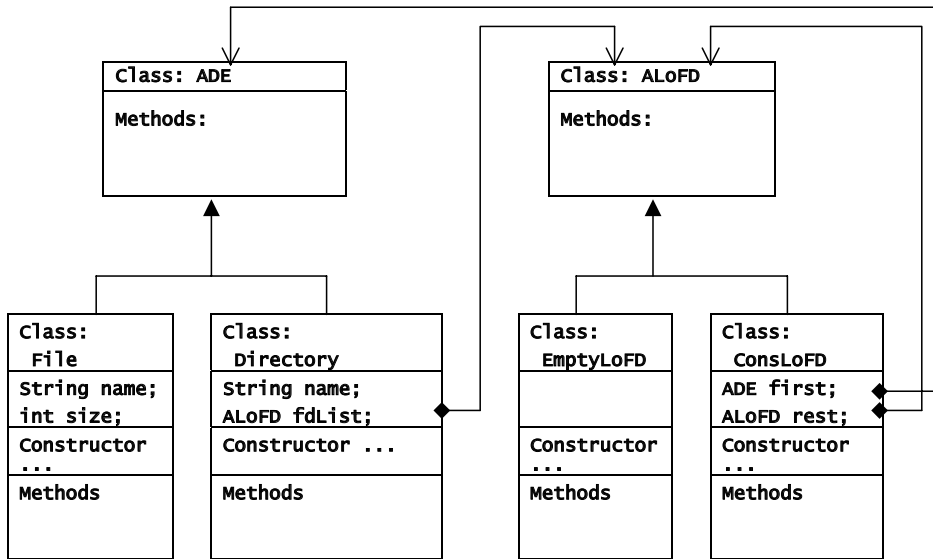 Class: ADE
Methods:
Class: ALoFD
Methods:
Class:
File
String name;
int size;
Constructor
...
Methods
Class:
Directory
String name;
ALoFD fdList;
Constructor ...
Methods
Class:
EmptyLoFD
Constructor
...
Methods
Class:
ConsLoFD
ADE first;
ALoFD rest;
Constructor
...
Methods